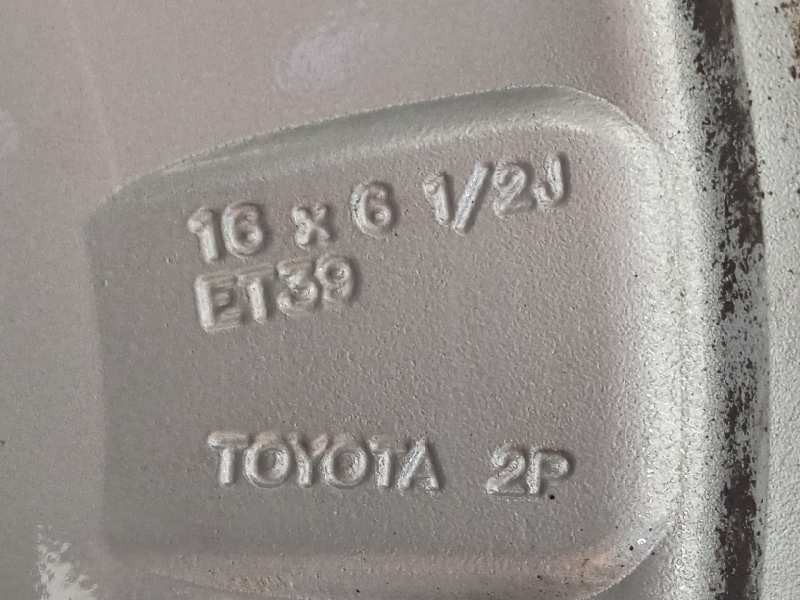 16 x 6 1/2J
ET39
TOYOTA 2P